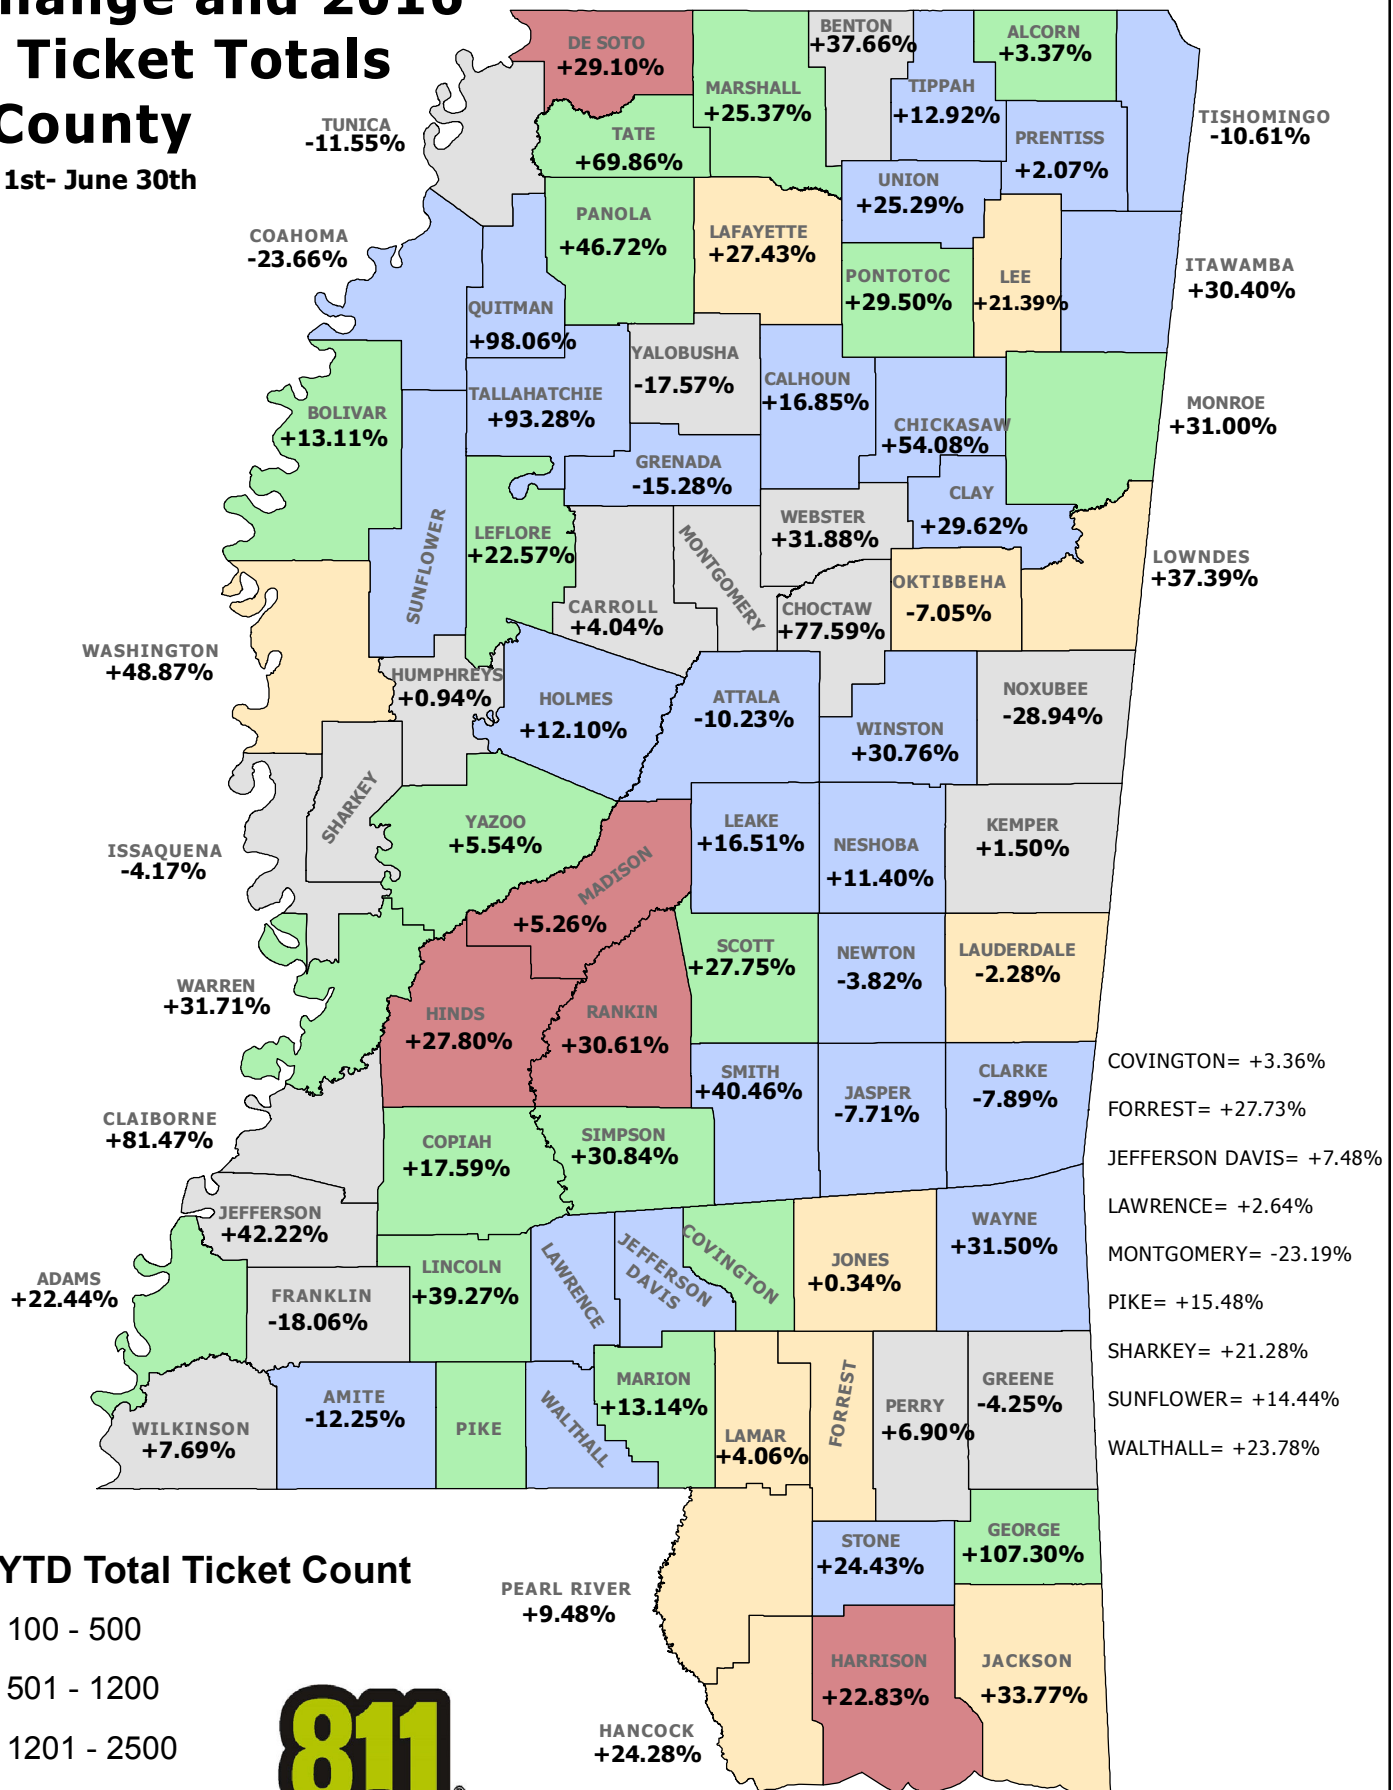 hange and 2016
Ticket Totals
County
1st- June 30th
DE SOTO
+29.10%
MARSHALL
+25.37%
BENTON
+37.66%
TIPPAH
+12.92%
ALCORN
+3.37%
TISHOMINGO
-10.61%
PRENTISS
+2.07%
TUNICA
-11.55%
TATE
+69.86%
UNION
+25.29%
PANOLA
+46.72%
LAFAYETTE
+27.43%
COAHOMA
-23.66%
PONTOTOC
+29.50%
LEE
+21.39%
ITAWAMBA
+30.40%
QUITMAN
+98.06%
YALOBUSHA
-17.57%
CALHOUN
+16.85%
TALLAHATCHIE
+93.28%
BOLIVAR
+13.11%
CHICKASAW
+54.08%
MONROE
+31.00%
GRENADA
-15.28%
CLAY
+29.62%
SUNFLOWER
LEFLORE
+22.57%
MONTGOMERY
WEBSTER
+31.88%
LOWNDES
+37.39%
OKTIBBEHA
-7.05%
CARROLL
+4.04%
CHOCTAW
+77.59%
WASHINGTON
+48.87%
HUMPHREYS
+0.94%
HOLMES
+12.10%
ATTALA
-10.23%
WINSTON
+30.76%
NOXUBEE
-28.94%
SHARKEY
YAZOO
+5.54%
LEAKE
+16.51%
NESHOBA
+11.40%
KEMPER
+1.50%
ISSAQUENA
-4.17%
MADISON
+5.26%
SCOTT
+27.75%
NEWTON
-3.82%
LAUDERDALE
-2.28%
WARREN
+31.71%
HINDS
+27.80%
RANKIN
+30.61%
SMITH
+40.46%
JASPER
-7.71%
CLARKE
-7.89%
CLAIBORNE
+81.47%
COPIAH
+17.59%
SIMPSON
+30.84%
JEFFERSON
+42.22%
WAYNE
+31.50%
ADAMS
+22.44%
FRANKLIN
-18.06%
LINCOLN
+39.27%
LAWRENCE
JEFFERSON
DAVIS
COVINGTON
JONES
+0.34%
WILKINSON
+7.69%
AMITE
-12.25%
PIKE
WALTHALL
MARION
+13.14%
LAMAR
+4.06%
FORREST
PERRY
+6.90%
GREENE
-4.25%
COVINGTON= +3.36%
FORREST= +27.73%
JEFFERSON DAVIS= +7.48%
LAWRENCE= +2.64%
MONTGOMERY= -23.19%
PIKE= +15.48%
SHARKEY= +21.28%
SUNFLOWER= +14.44%
WALTHALL= +23.78%
STONE
+24.43%
GEORGE
+107.30%
PEARL RIVER
+9.48%
HARRISON
+22.83%
JACKSON
+33.77%
HANCOCK
+24.28%
YTD Total Ticket Count
100 - 500
501 - 1200
1201 - 2500
811